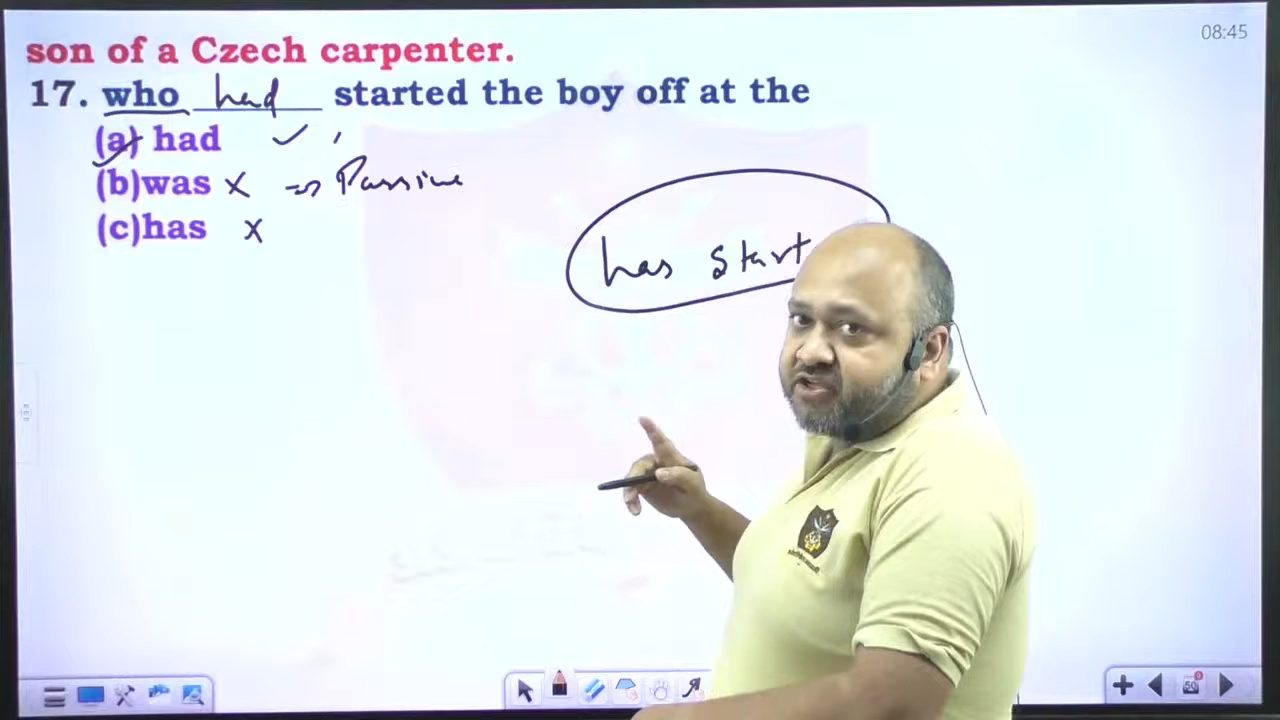 08:45
son of a Czech carpenter.
17. who had started the boy off at the
(a) had ✓
(b)was x ⇒ Passive
(c)has x
has start
50